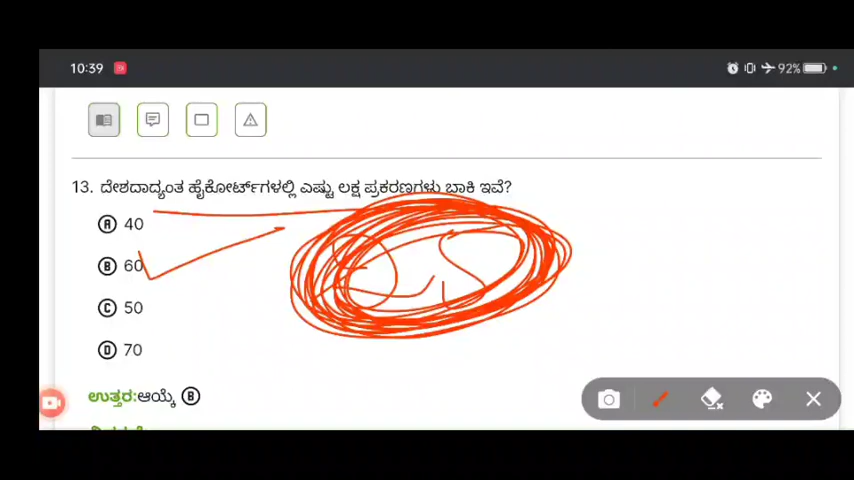 10:39
92%
13. ದೇಶದಾದ್ಯಂತ ಹೈಕೋರ್ಟ್‌ಗಳಲ್ಲಿ ಎಷ್ಟು ಲಕ್ಷ ಪ್ರಕರಣಗಳು ಬಾಕಿ ಇವೆ?
A 40
B 60
C 50
D 70
ಉತ್ತರ:ಆಯ್ಕೆ B